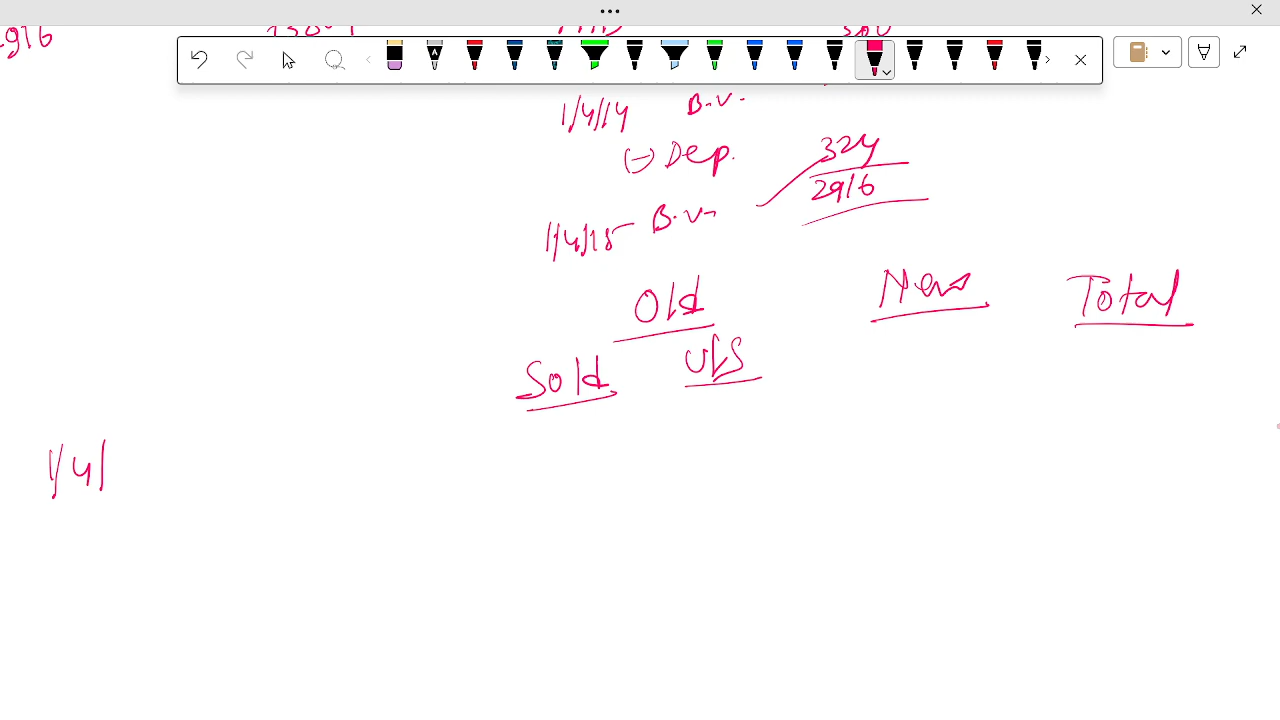 2916
1/4/14 B.V.
(-) Dep. 324
2916
1/4/15 B.V.
Old New Total
Sold U/S
1/4/